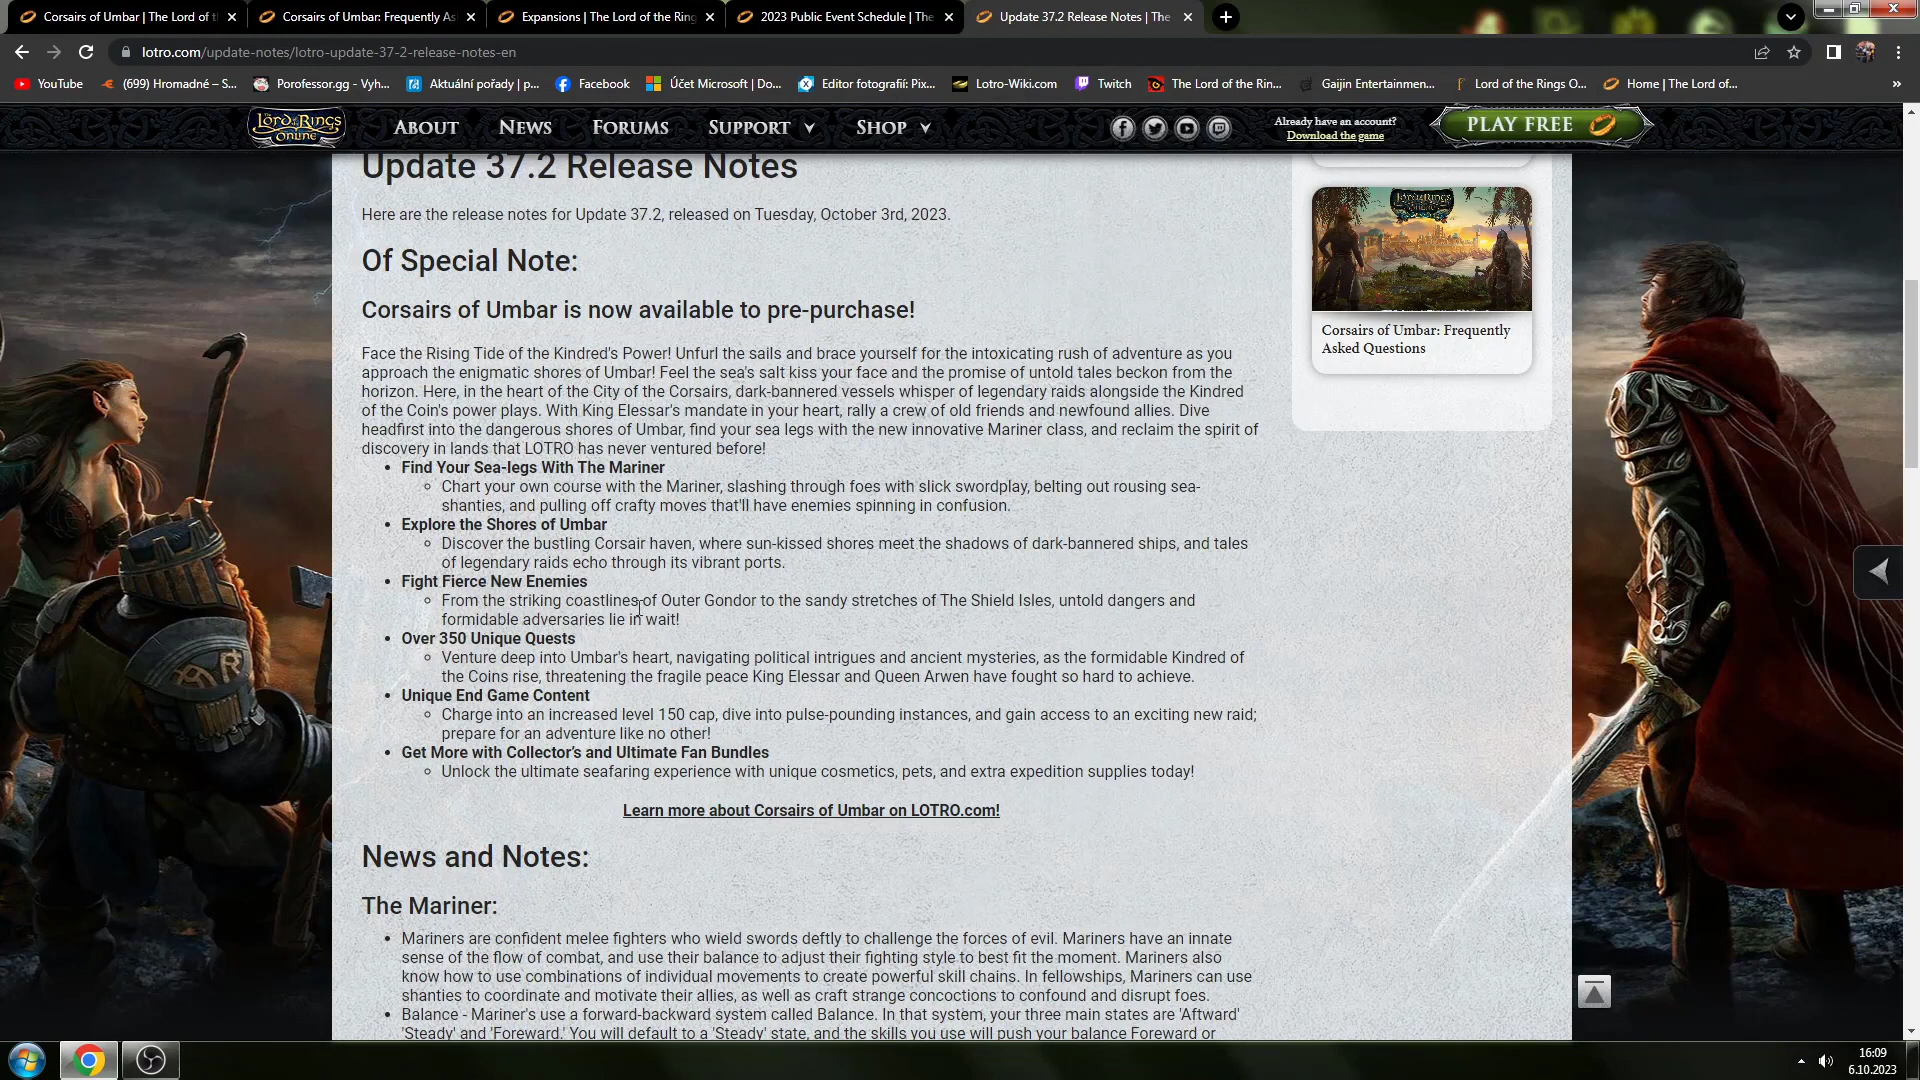 Corsairs of Umbar | The Lord of t
Corsairs of Umbar: Frequently As
Expansions | The Lord of the Ring
2023 Public Event Schedule | The
Update 37.2 Release Notes | The
lotro.com/update-notes/lotro-update-37-2-release-notes-en
YouTube
(699) Hromadné – S...
Porofessor.gg - Vyh...
Aktuální pořady | p...
Facebook
Účet Microsoft | Do...
Editor fotografií: Pix...
Lotro-Wiki.com
Twitch
The Lord of the Rin...
Gaijin Entertainmen...
Lord of the Rings O...
Home | The Lord of...
»
The Lord of the Rings Online
About
News
Forums
Support
Shop
Already have an account?
Download the game
Play Free
Update 37.2 Release Notes
Here are the release notes for Update 37.2, released on Tuesday, October 3rd, 2023.
Of Special Note:
Corsairs of Umbar is now available to pre-purchase!
Face the Rising Tide of the Kindred's Power! Unfurl the sails and brace yourself for the intoxicating rush of adventure as you
approach the enigmatic shores of Umbar! Feel the sea's salt kiss your face and the promise of untold tales beckon from the
horizon. Here, in the heart of the City of the Corsairs, dark-bannered vessels whisper of legendary raids alongside the Kindred
of the Coin's power plays. With King Elessar's mandate in your heart, rally a crew of old friends and newfound allies. Dive
headfirst into the dangerous shores of Umbar, find your sea legs with the new innovative Mariner class, and reclaim the spirit of
discovery in lands that LOTRO has never ventured before!
• Find Your Sea-legs With The Mariner
◦ Chart your own course with the Mariner, slashing through foes with slick swordplay, belting out rousing sea-
shanties, and pulling off crafty moves that'll have enemies spinning in confusion.
• Explore the Shores of Umbar
◦ Discover the bustling Corsair haven, where sun-kissed shores meet the shadows of dark-bannered ships, and tales
of legendary raids echo through its vibrant ports.
• Fight Fierce New Enemies
◦ From the striking coastlines of Outer Gondor to the sandy stretches of The Shield Isles, untold dangers and
formidable adversaries lie in wait!
• Over 350 Unique Quests
◦ Venture deep into Umbar's heart, navigating political intrigues and ancient mysteries, as the formidable Kindred of
the Coins rise, threatening the fragile peace King Elessar and Queen Arwen have fought so hard to achieve.
• Unique End Game Content
◦ Charge into an increased level 150 cap, dive into pulse-pounding instances, and gain access to an exciting new raid;
prepare for an adventure like no other!
• Get More with Collector's and Ultimate Fan Bundles
◦ Unlock the ultimate seafaring experience with unique cosmetics, pets, and extra expedition supplies today!
Learn more about Corsairs of Umbar on LOTRO.com!
News and Notes:
The Mariner:
• Mariners are confident melee fighters who wield swords deftly to challenge the forces of evil. Mariners have an innate
sense of the flow of combat, and use their balance to adjust their fighting style to best fit the moment. Mariners also
know how to use combinations of individual movements to create powerful skill chains. In fellowships, Mariners can use
shanties to coordinate and motivate their allies, as well as craft strange concoctions to confound and disrupt foes.
• Balance - Mariner's use a forward-backward system called Balance. In that system, your three main states are 'Aftward'
'Steady' and 'Foreward.' You will default to a 'Steady' state, and the skills you use will push your balance Foreward or
Corsairs of Umbar: Frequently
Asked Questions
16:09
6.10.2023